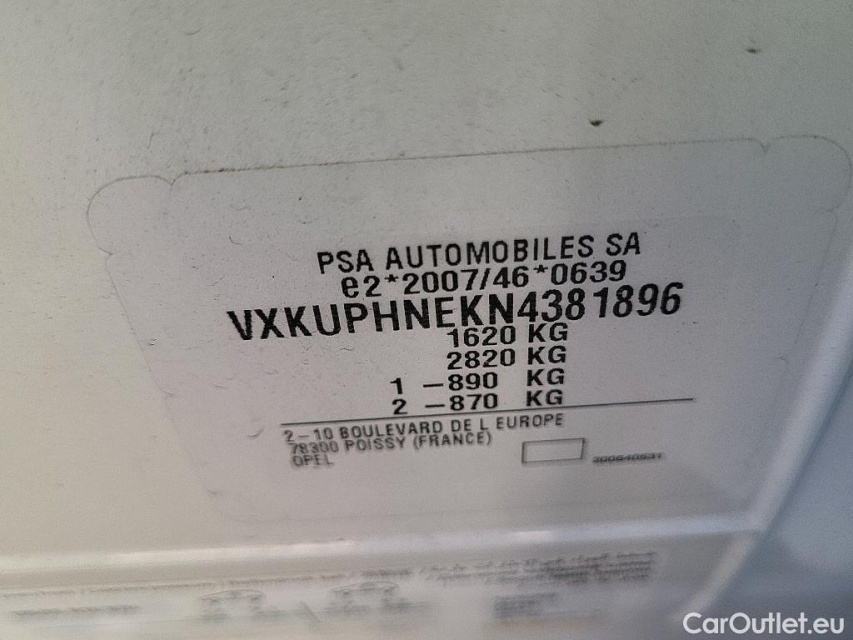 PSA AUTOMOBILES SA
e2*2007/46*0639
VXKUPHNEKN4381896
1620 KG
2820 KG
1 -890 KG
2 -870 KG
2-10 BOULEVARD DE L EUROPE
78300 POISSY (FRANCE)
OPEL
CarOutlet.eu